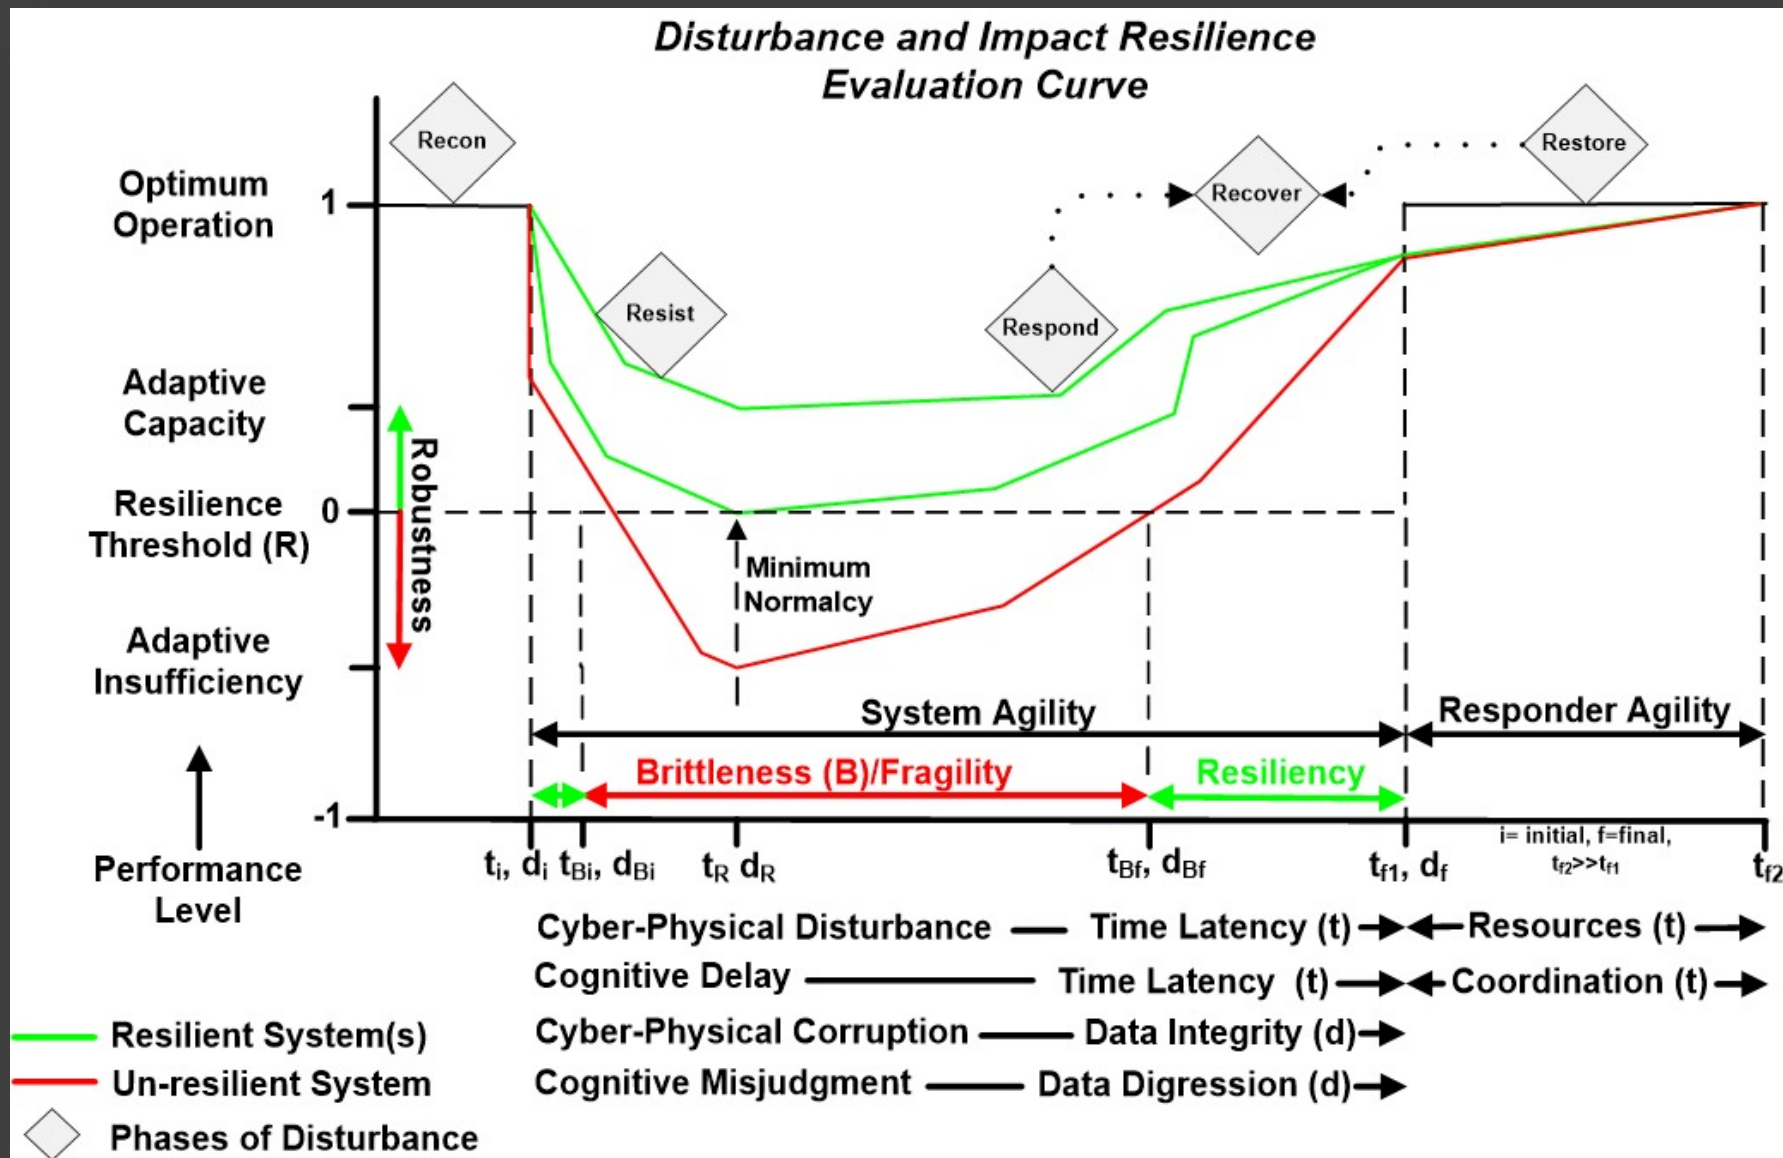 Disturbance and Impact Resilience
Evaluation Curve
Recon
Restore
Recover
Optimum
Operation
1
Resist
Respond
Adaptive
Capacity
Robustness
Resilience
Threshold (R)
0
Minimum
Normalcy
Adaptive
Insufficiency
System Agility
Responder Agility
Brittleness (B)/Fragility
Resiliency
-1
Performance
Level
ti, di
tBi, dBi
tR dR
tBf, dBf
tf1, df
i= initial, f=final,
tf2>>tf1
tf2
Cyber-Physical Disturbance
Time Latency (t)
Resources (t)
Cognitive Delay
Time Latency (t)
Coordination (t)
Cyber-Physical Corruption
Data Integrity (d)
Cognitive Misjudgment
Data Digression (d)
Resilient System(s)
Un-resilient System
Phases of Disturbance